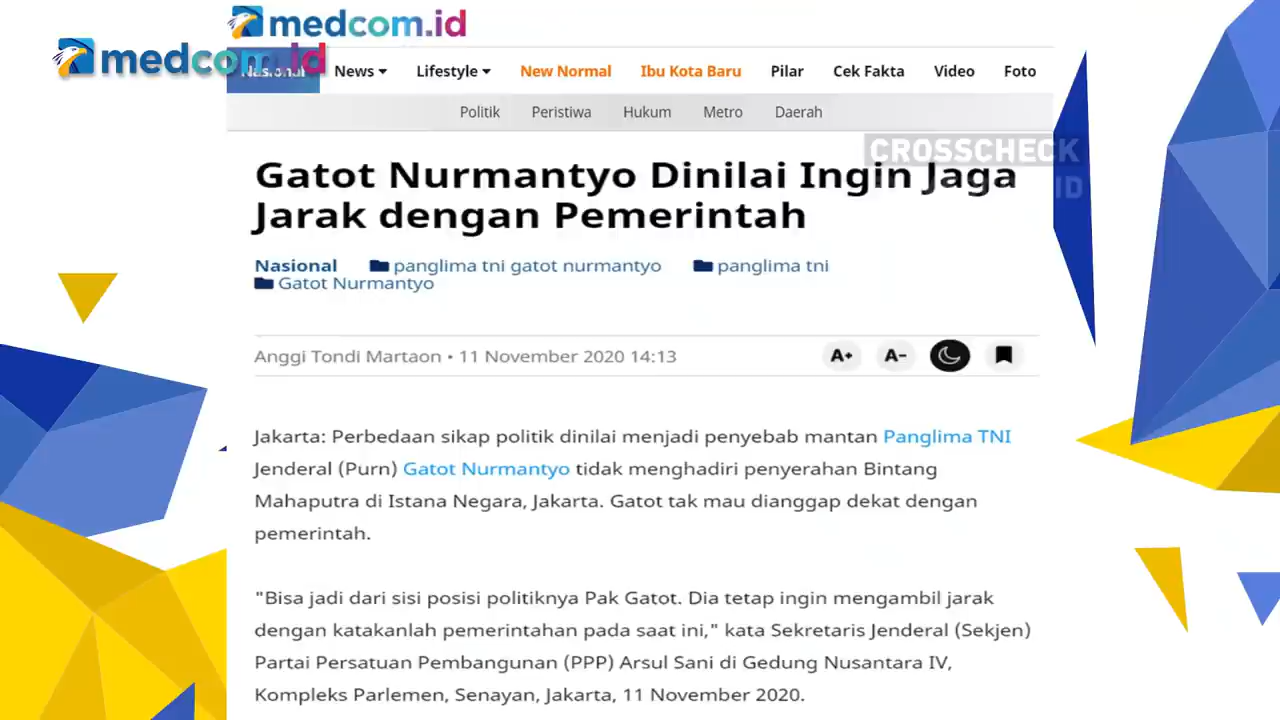 medcom.id
medcom.id
Nasional News Lifestyle New Normal Ibu Kota Baru Pilar Cek Fakta Video Foto
Politik Peristiwa Hukum Metro Daerah
CROSSCHECK
ID
Gatot Nurmantyo Dinilai Ingin Jaga
Jarak dengan Pemerintah
Nasional panglima tni gatot nurmantyo panglima tni
Gatot Nurmantyo
Anggi Tondi Martaon • 11 November 2020 14:13 A+ A-
Jakarta: Perbedaan sikap politik dinilai menjadi penyebab mantan Panglima TNI
Jenderal (Purn) Gatot Nurmantyo tidak menghadiri penyerahan Bintang
Mahaputra di Istana Negara, Jakarta. Gatot tak mau dianggap dekat dengan
pemerintah.
"Bisa jadi dari sisi posisi politiknya Pak Gatot. Dia tetap ingin mengambil jarak
dengan katakanlah pemerintahan pada saat ini," kata Sekretaris Jenderal (Sekjen)
Partai Persatuan Pembangunan (PPP) Arsul Sani di Gedung Nusantara IV,
Kompleks Parlemen, Senayan, Jakarta, 11 November 2020.